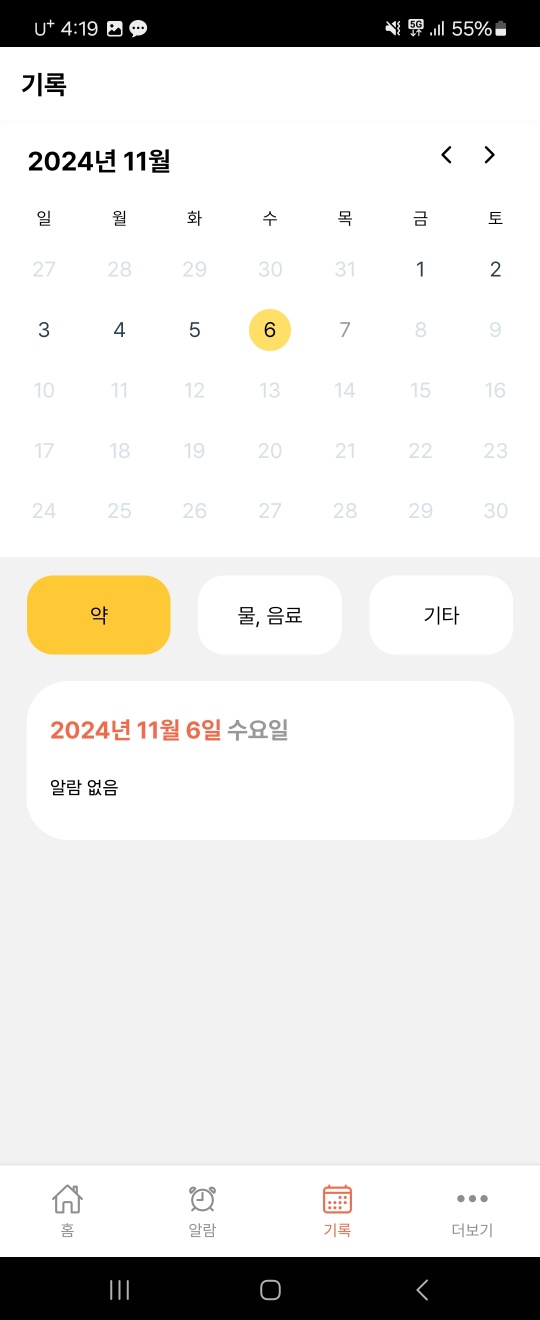 U+ 4:19 5G 55%
기록
2024년 11월
일 월 화 수 목 금 토
27 28 29 30 31 1 2
3 4 5 6 7 8 9
10 11 12 13 14 15 16
17 18 19 20 21 22 23
24 25 26 27 28 29 30
약 물, 음료 기타
2024년 11월 6일 수요일
알람 없음
홈 알람 기록 더보기